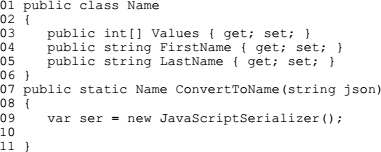 01 public class Name
02 {
03    public int[] Values { get; set; }
04    public string FirstName { get; set; }
05    public string LastName { get; set; }
06 }
07 public static Name ConvertToName(string json)
08 {
09    var ser = new JavaScriptSerializer();
10
11 }